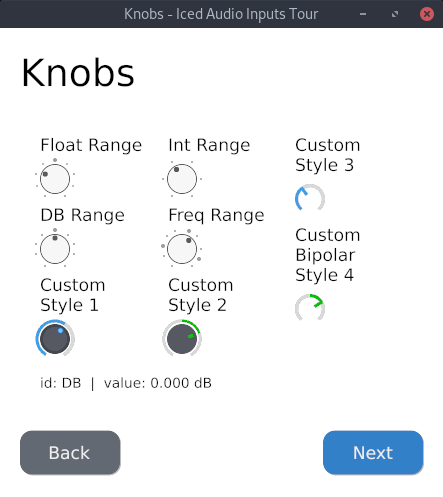 Knobs - Iced Audio Inputs Tour
Knobs
Float Range
Int Range
Custom
Style 3
DB Range
Freq Range
Custom
Bipolar
Style 4
Custom
Style 1
Custom
Style 2
id: DB | value: 0.000 dB
Back
Next